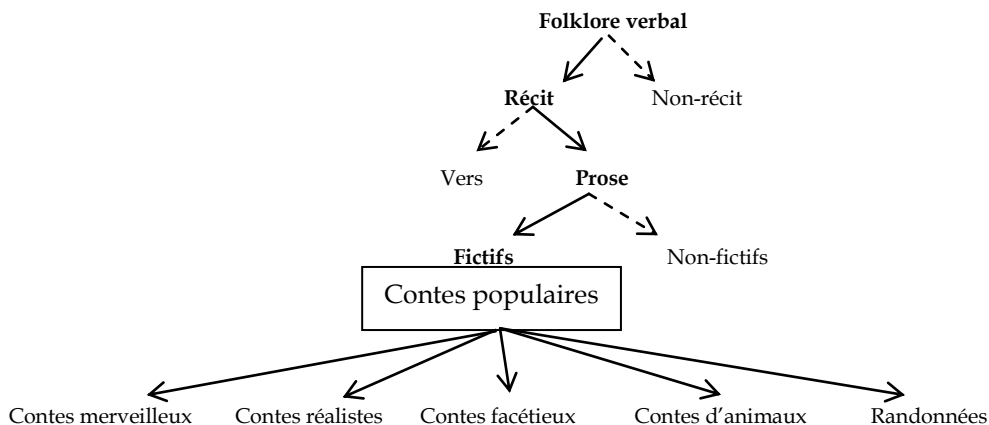 Folklore verbal
Récit Non-récit
Vers Prose
Fictifs Non-fictifs
Contes populaires
Contes merveilleux Contes réalistes Contes facétieux Contes d'animaux Randonnées